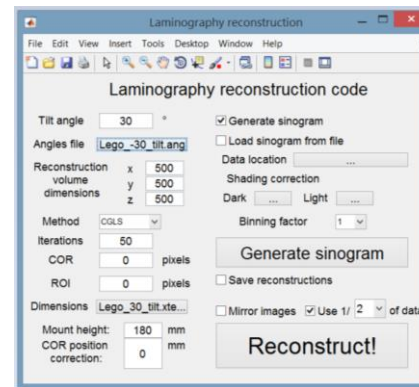 Laminography reconstruction
File Edit View Insert Tools Desktop Window Help
Laminography reconstruction code
Tilt angle 30 °
Angles file Lego_-30_tilt.ang
Reconstruction volume dimensions
x 500
y 500
z 500
Method CGLS
Iterations 50
COR 0 pixels
ROI 0 pixels
Dimensions Lego_30_tilt.xte...
Mount height: 180 mm
COR position correction: 0 mm
Generate sinogram
Load sinogram from file
Data location ...
Shading correction
Dark ... Light ...
Binning factor 1
Generate sinogram
Save reconstructions
Mirror images Use 1/ 2 of data
Reconstruct!